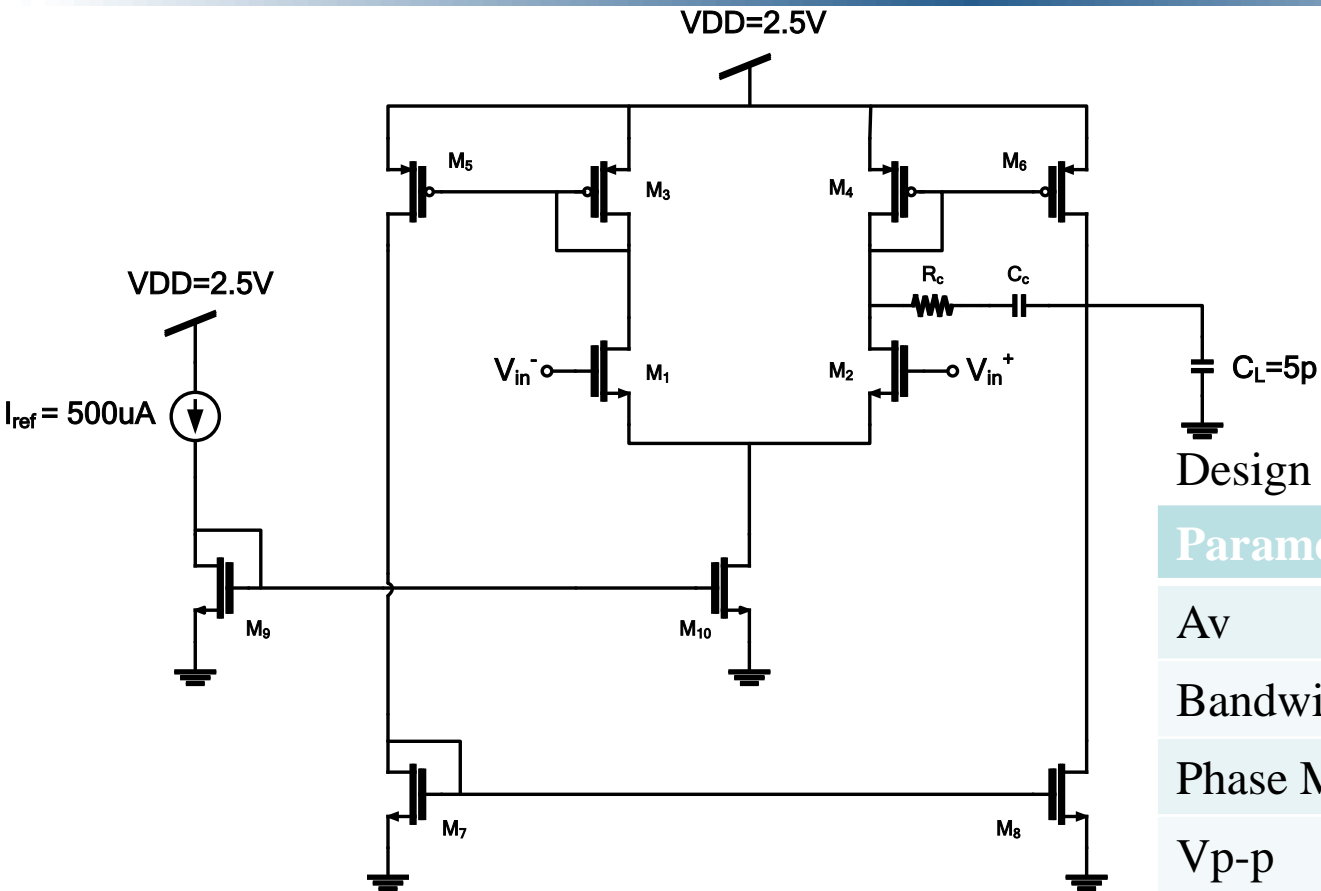 VDD=2.5V
M5
M3
M4
M6
VDD=2.5V
Rc
Cc
Vin-
M1
M2
Vin+
CL=5p
Iref = 500uA
Design
Av
M9
M10
Vp-p
M7
M8